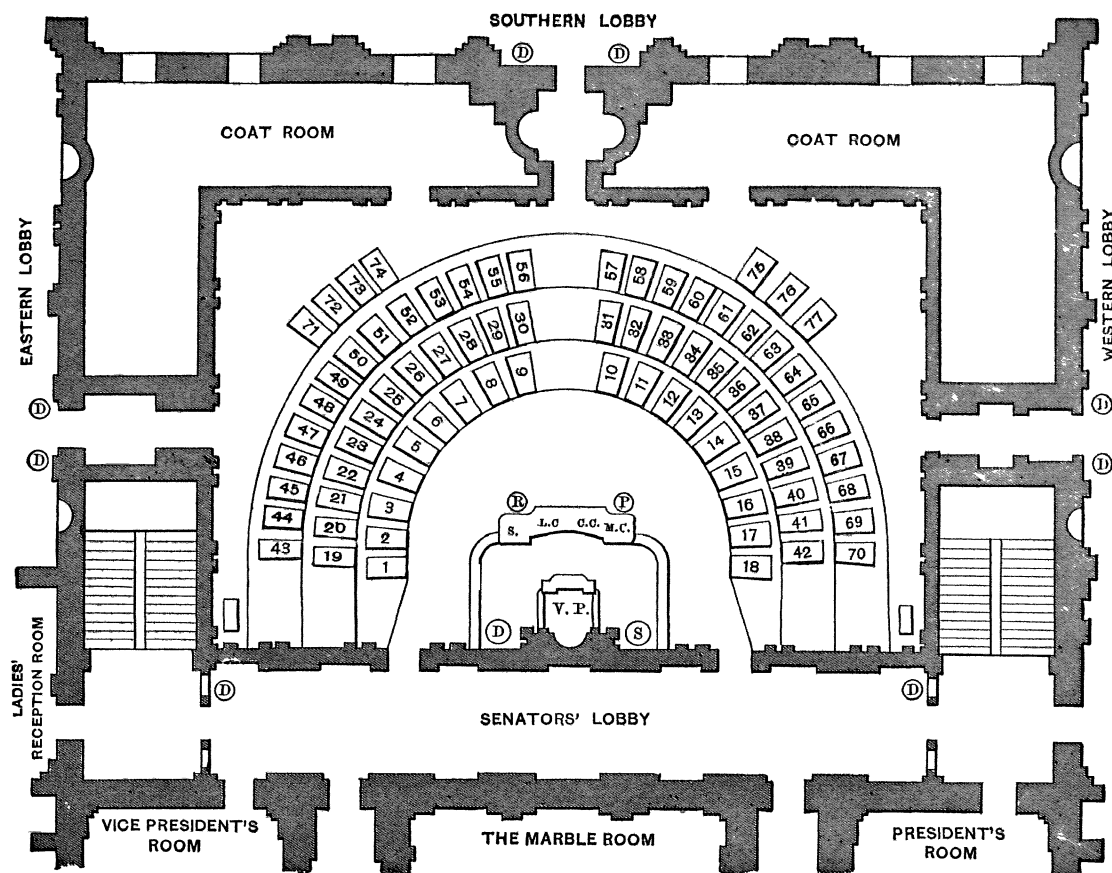 SOUTHERN LOBBY
D D
COAT ROOM
COAT ROOM
EASTERN LOBBY
WESTERN LOBBY
71 72 73 74
75 76 77
43 44 45 46 47 48 49 50 51 52 53 54 55 56
57 58 59 60 61 62 63 64 65 66 67 68 69 70
19 20 21 22 23 24 25 26 27 28 29 30
31 32 33 34 35 36 37 38 39 40 41 42
1 2 3 4 5 6 7 8 9
10 11 12 13 14 15 16 17 18
D D
D D
R P
S. L.C C.C. M.C.
V. P.
D S
LADIES'
RECEPTION ROOM
D D
SENATORS' LOBBY
VICE PRESIDENT'S
ROOM
THE MARBLE ROOM
PRESIDENT'S
ROOM